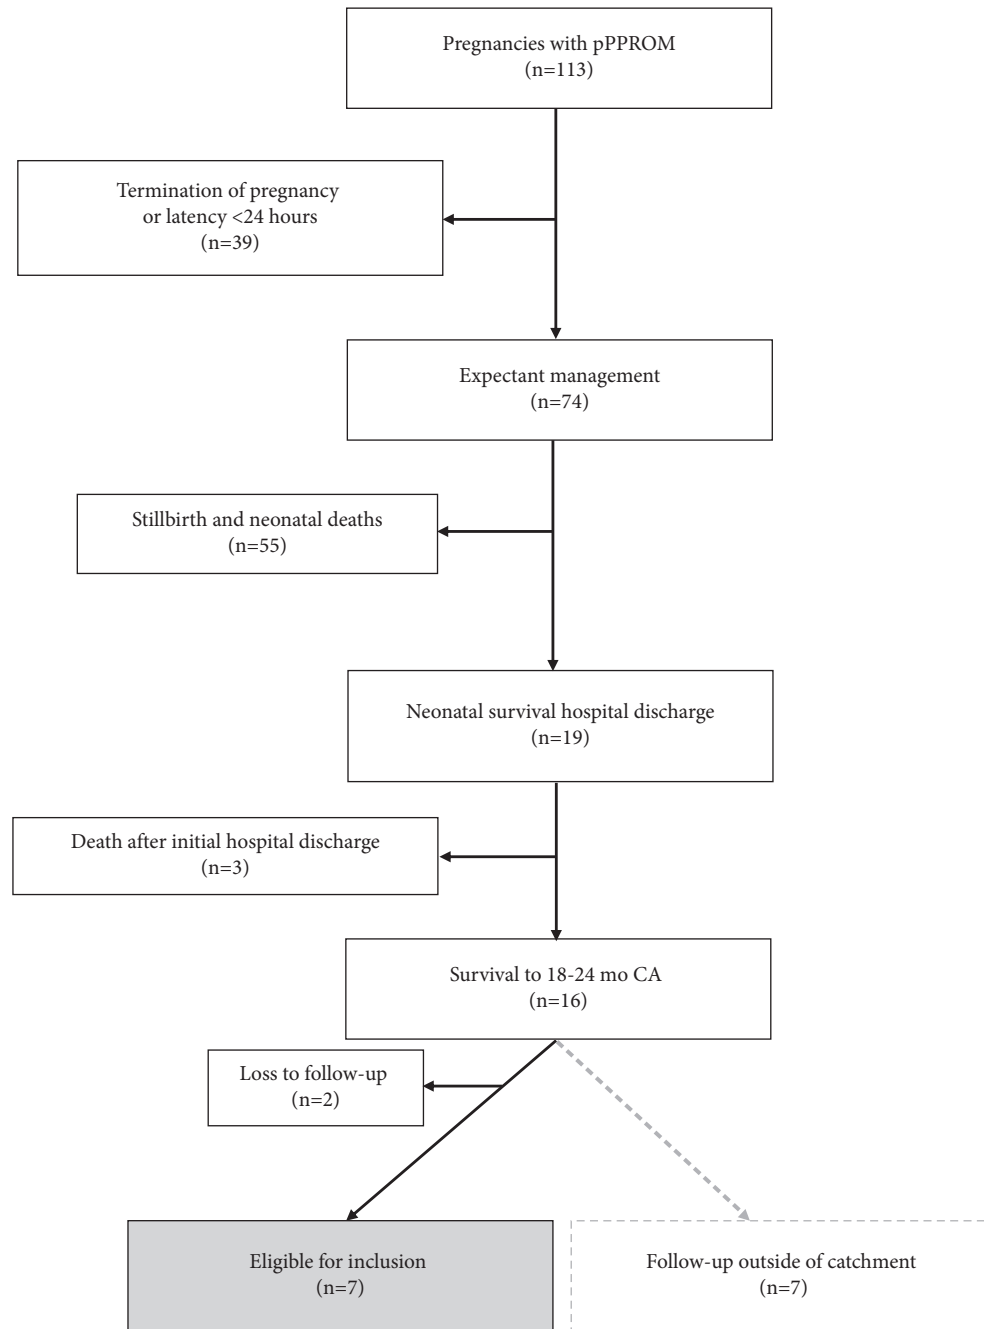 Pregnancies with pPPROM
(n=113)
Termination of pregnancy
or latency <24 hours
(n=39)
Expectant management
(n=74)
Stillbirth and neonatal deaths
(n=55)
Neonatal survival hospital discharge
(n=19)
Death after initial hospital discharge
(n=3)
Survival to 18-24 mo CA
(n=16)
Loss to follow-up
(n=2)
Eligible for inclusion
(n=7)
Follow-up outside of catchment
(n=7)